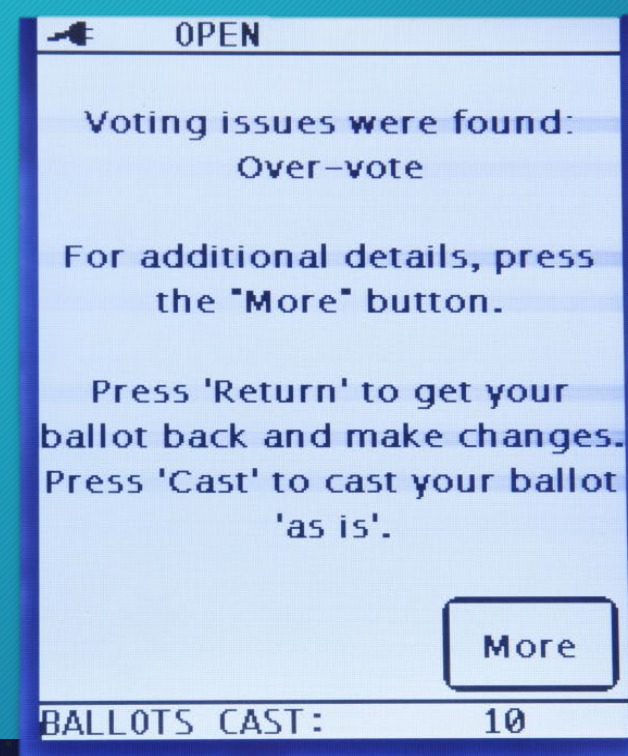 OPEN
Voting issues were found:
Over-vote
For additional details, press
the "More" button.
Press 'Return' to get your
ballot back and make changes.
Press 'Cast' to cast your ballot
'as is'.
More
BALLOTS CAST: 10